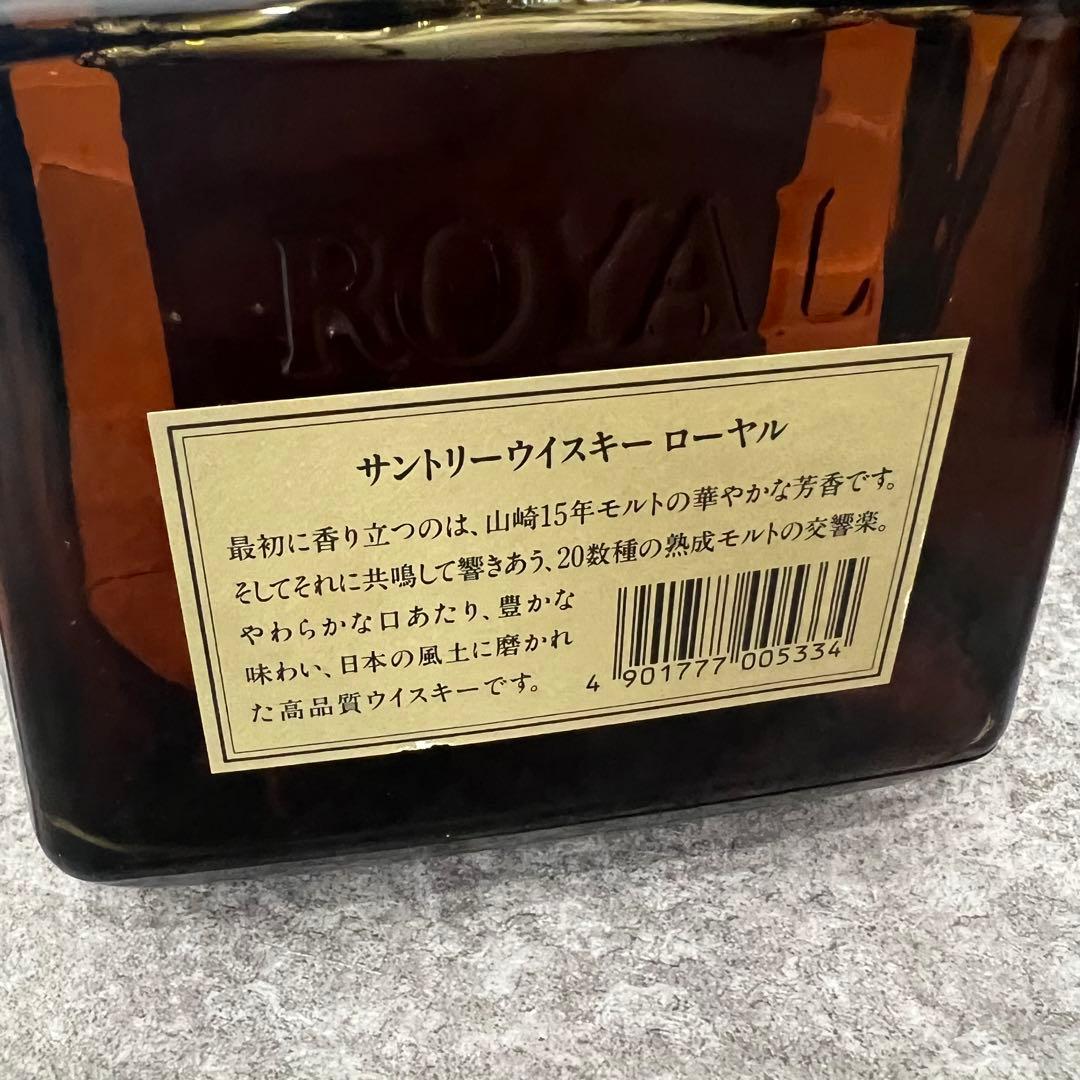 ROYAL
サントリーウイスキー ローヤル
最初に香り立つのは、山崎15年モルトの華やかな芳香です。
そしてそれに共鳴して響きあう、20数種の熟成モルトの交響楽。
やわらかな口あたり、豊かな
味わい、日本の風土に磨かれ
た高品質ウイスキーです。
4 901777 005334